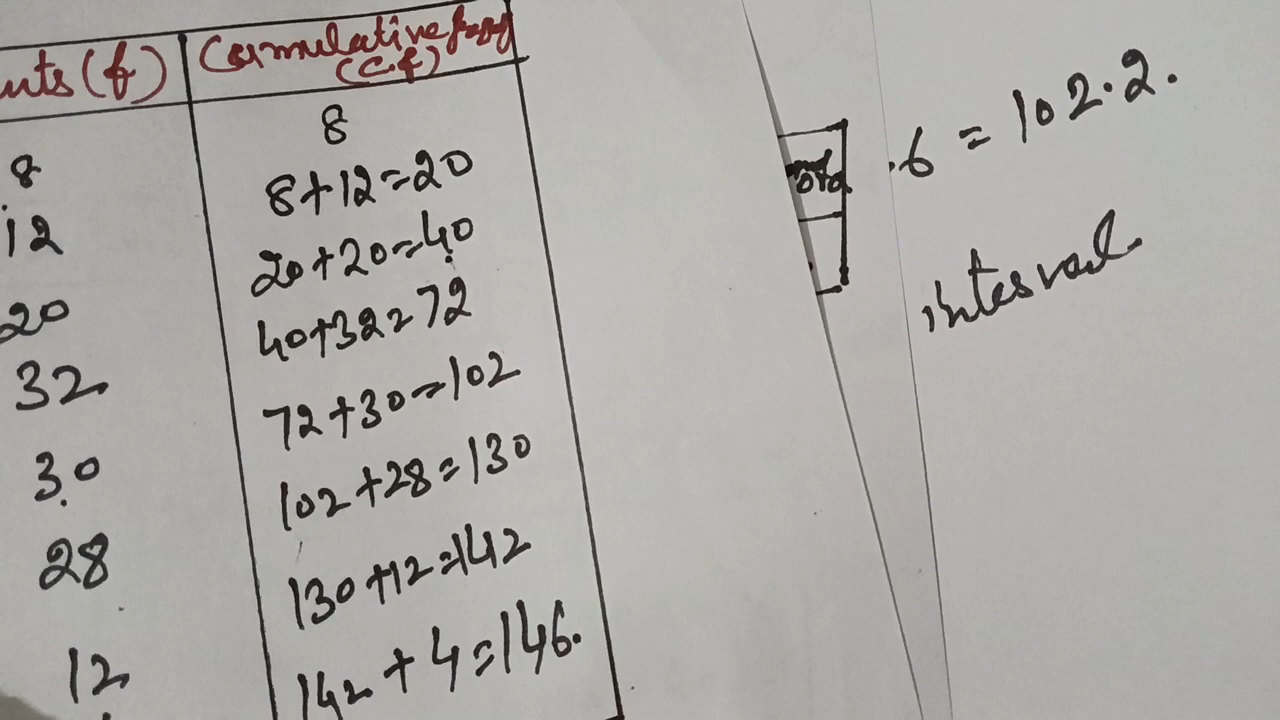 nts (f) Cummulative freq
(C.f)
8 8
12 8+12=20
20 20+20=40
32 40+32=72
30 72+30=102
28 102+28=130
12 130+12=142
142+4=146.
.6 = 102.2.
interval